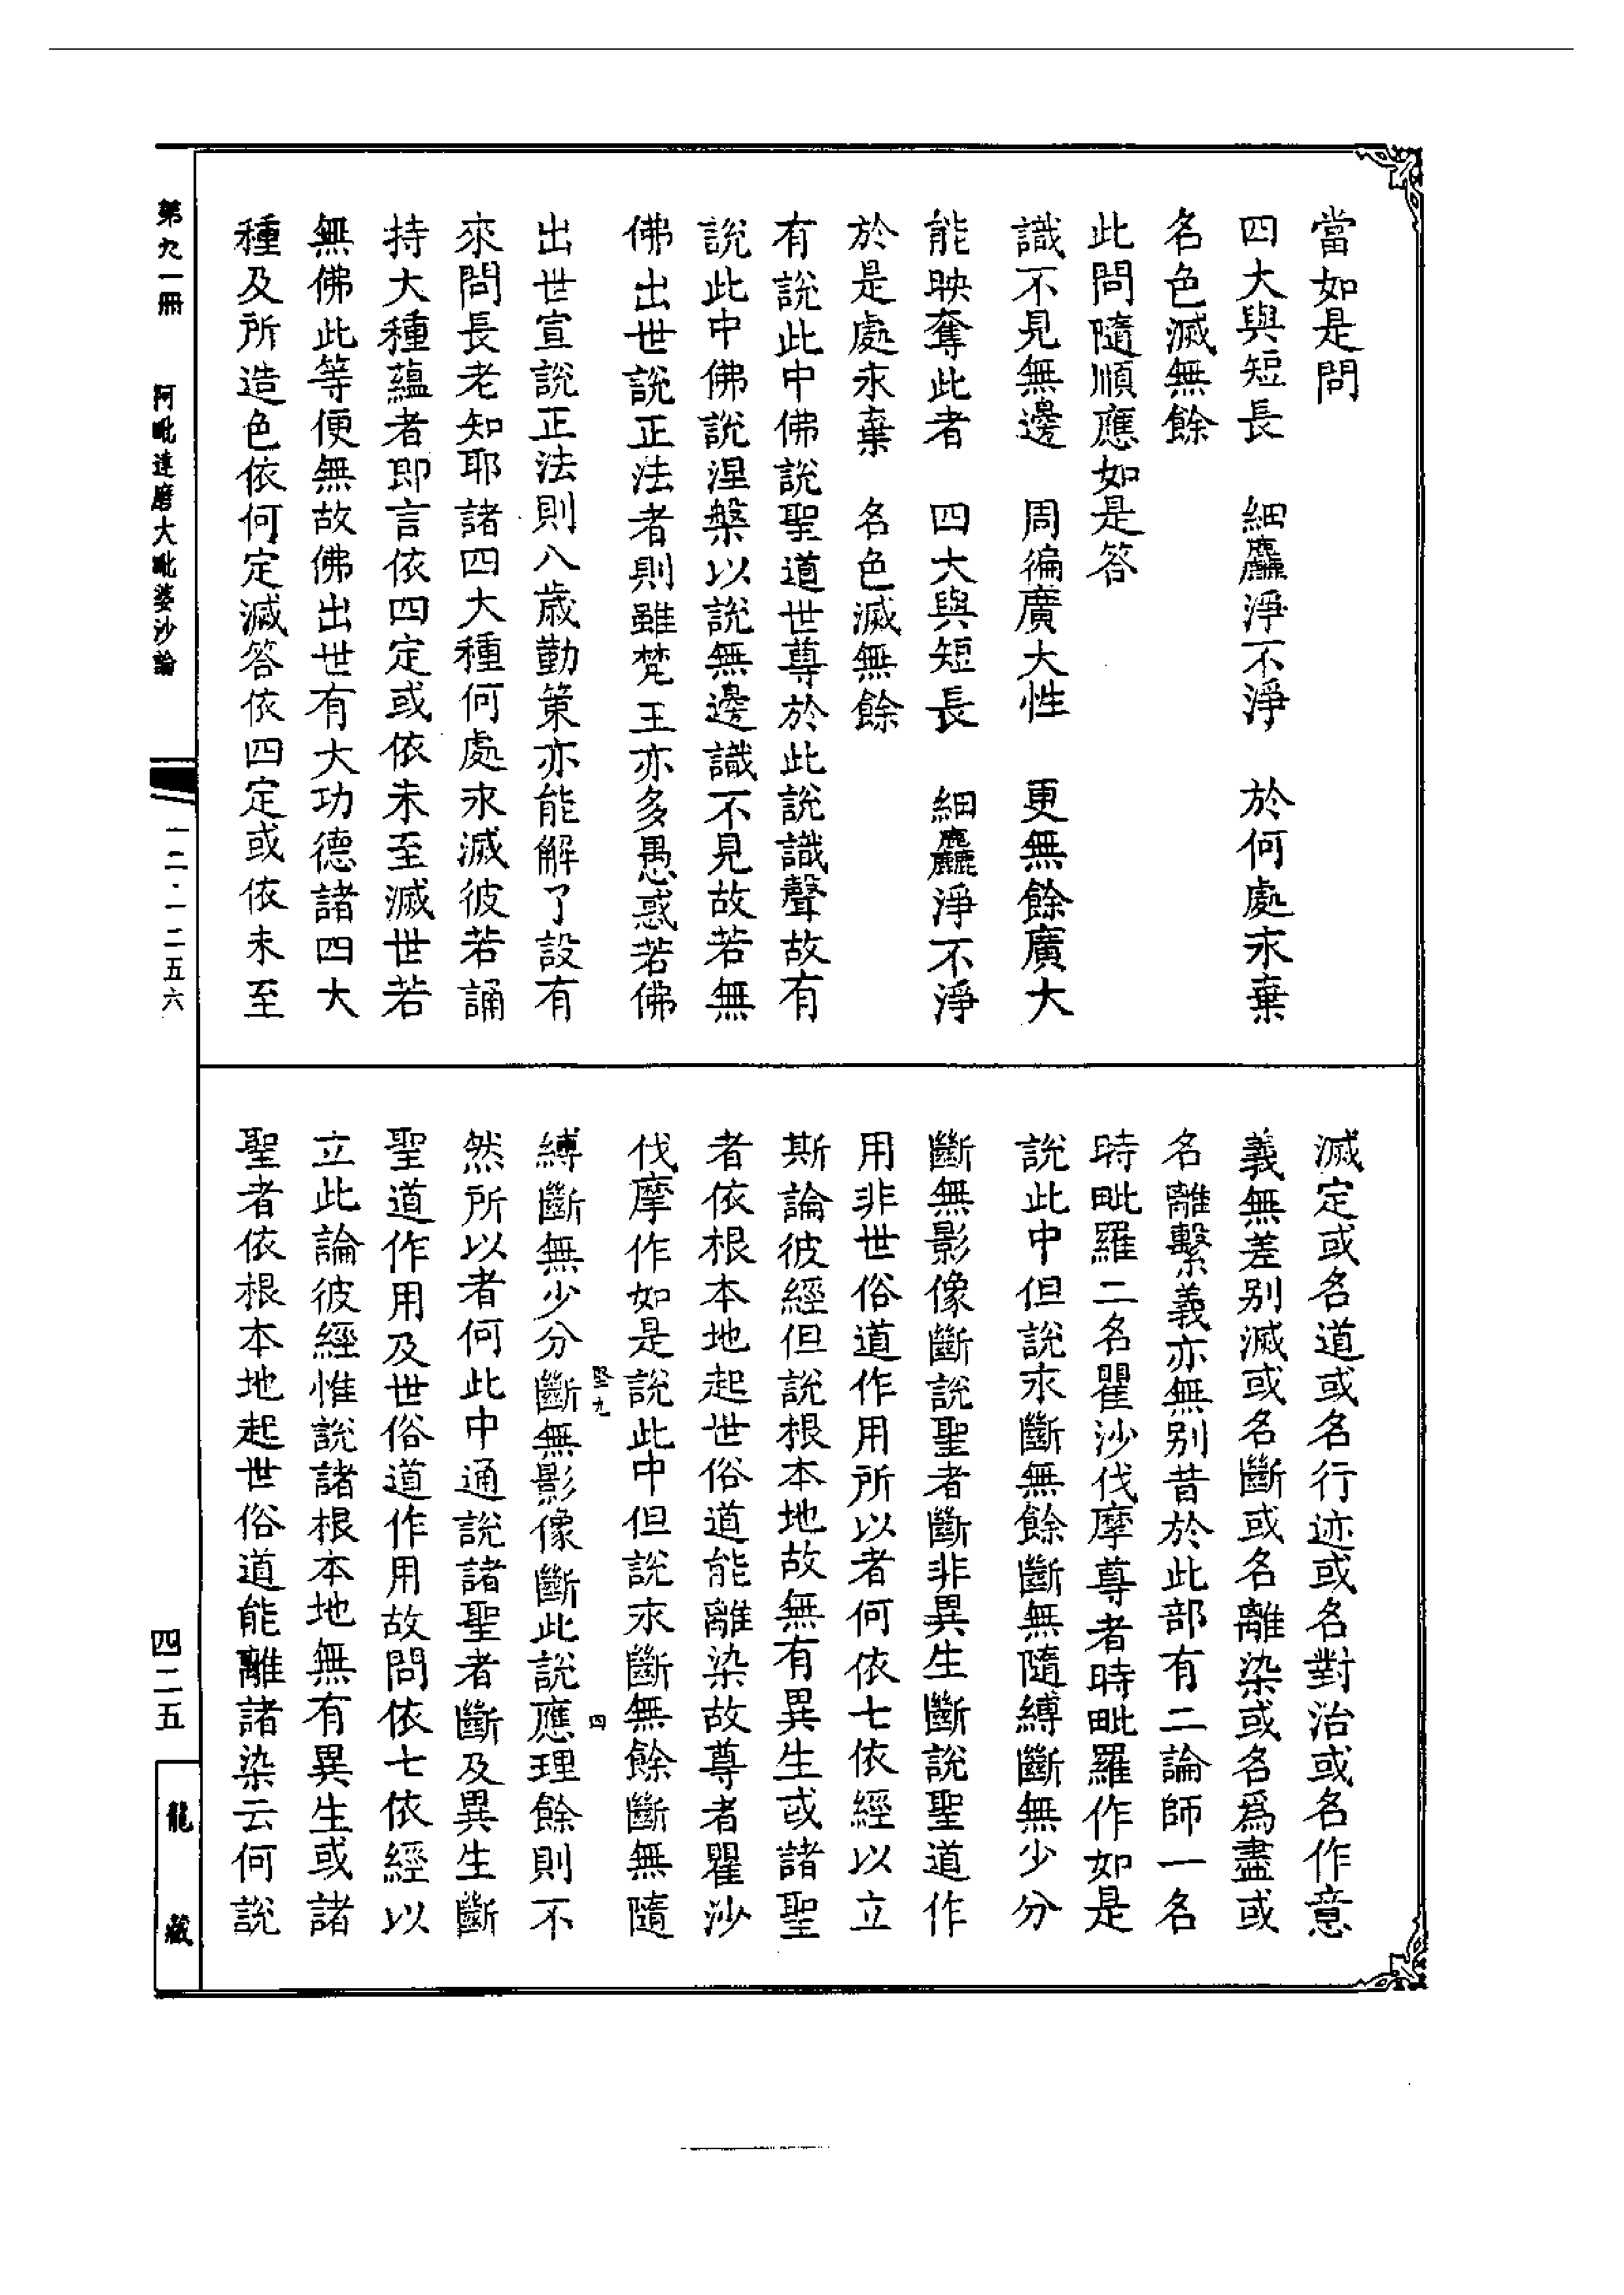 當如是問
四大與短長　細麤淨不淨　於何處永棄
名色滅無餘
此問隨順應如是答
識不見無邊　周徧廣大性　更無餘廣大
能映奪此者　四大與短長　細麤淨不淨
於是處永棄　名色滅無餘
有說此中佛說聖道世尊於此說識聲故有
說此中佛說涅槃以說無邊識不見故若無
佛出世說正法者則雖梵王亦多愚惑若佛
出世宣說正法則八歲勤策亦能解了設有
來問長老知耶諸四大種何處永滅彼若誦
持大種蘊者即言依四定或依未至滅世若
無佛此等便無故佛出世有大功德諸四大
種及所造色依何定滅答依四定或依未至
滅定或名道或名行迹或名對治或名作意
義無差別滅或名斷或名離染或名爲盡或
名離繫義亦無別昔於此部有二論師一名
時毗羅二名瞿沙伐摩尊者時毗羅作如是
說此中但說永斷無餘斷無隨縛斷無少分
斷無影像斷說聖者斷非異生斷說聖道作
用非世俗道作用所以者何依七依經以立
斯論彼經但說根本地故無有異生或諸聖
者依根本地起世俗道能離染故尊者瞿沙
伐摩作如是說此中但說永斷無餘斷無隨
縛斷無少分斷無影像斷此說應理餘則不
然所以者何此中通說諸聖者斷及異生斷
聖道作用及世俗道作用故問依七依經以
立此論彼經惟說諸根本地無有異生或諸
聖者依根本地起世俗道能離諸染云何說
堅九
四
第九一冊　阿毗達磨大毗婆沙論
一二·一二五六
四二五
龍藏